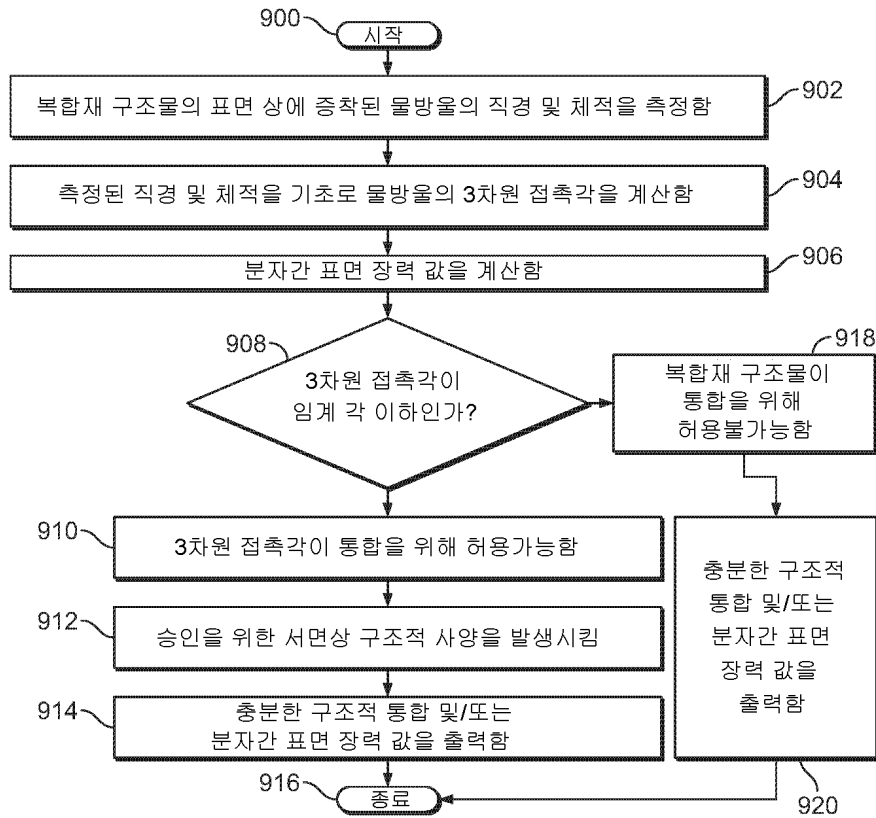 900
시작
복합재 구조물의 표면 상에 증착된 물방울의 직경 및 체적을 측정함
902
측정된 직경 및 체적을 기초로 물방울의 3차원 접촉각을 계산함
904
분자간 표면 장력 값을 계산함
906
908
3차원 접촉각이
임계 각 이하인가?
918
복합재 구조물이
통합을 위해
허용불가능함
910
3차원 접촉각이 통합을 위해 허용가능함
912
승인을 위한 서면상 구조적 사양을 발생시킴
914
충분한 구조적 통합 및/또는
분자간 표면 장력 값을 출력함
충분한 구조적
통합 및/또는
분자간 표면
장력 값을
출력함
920
916
종료